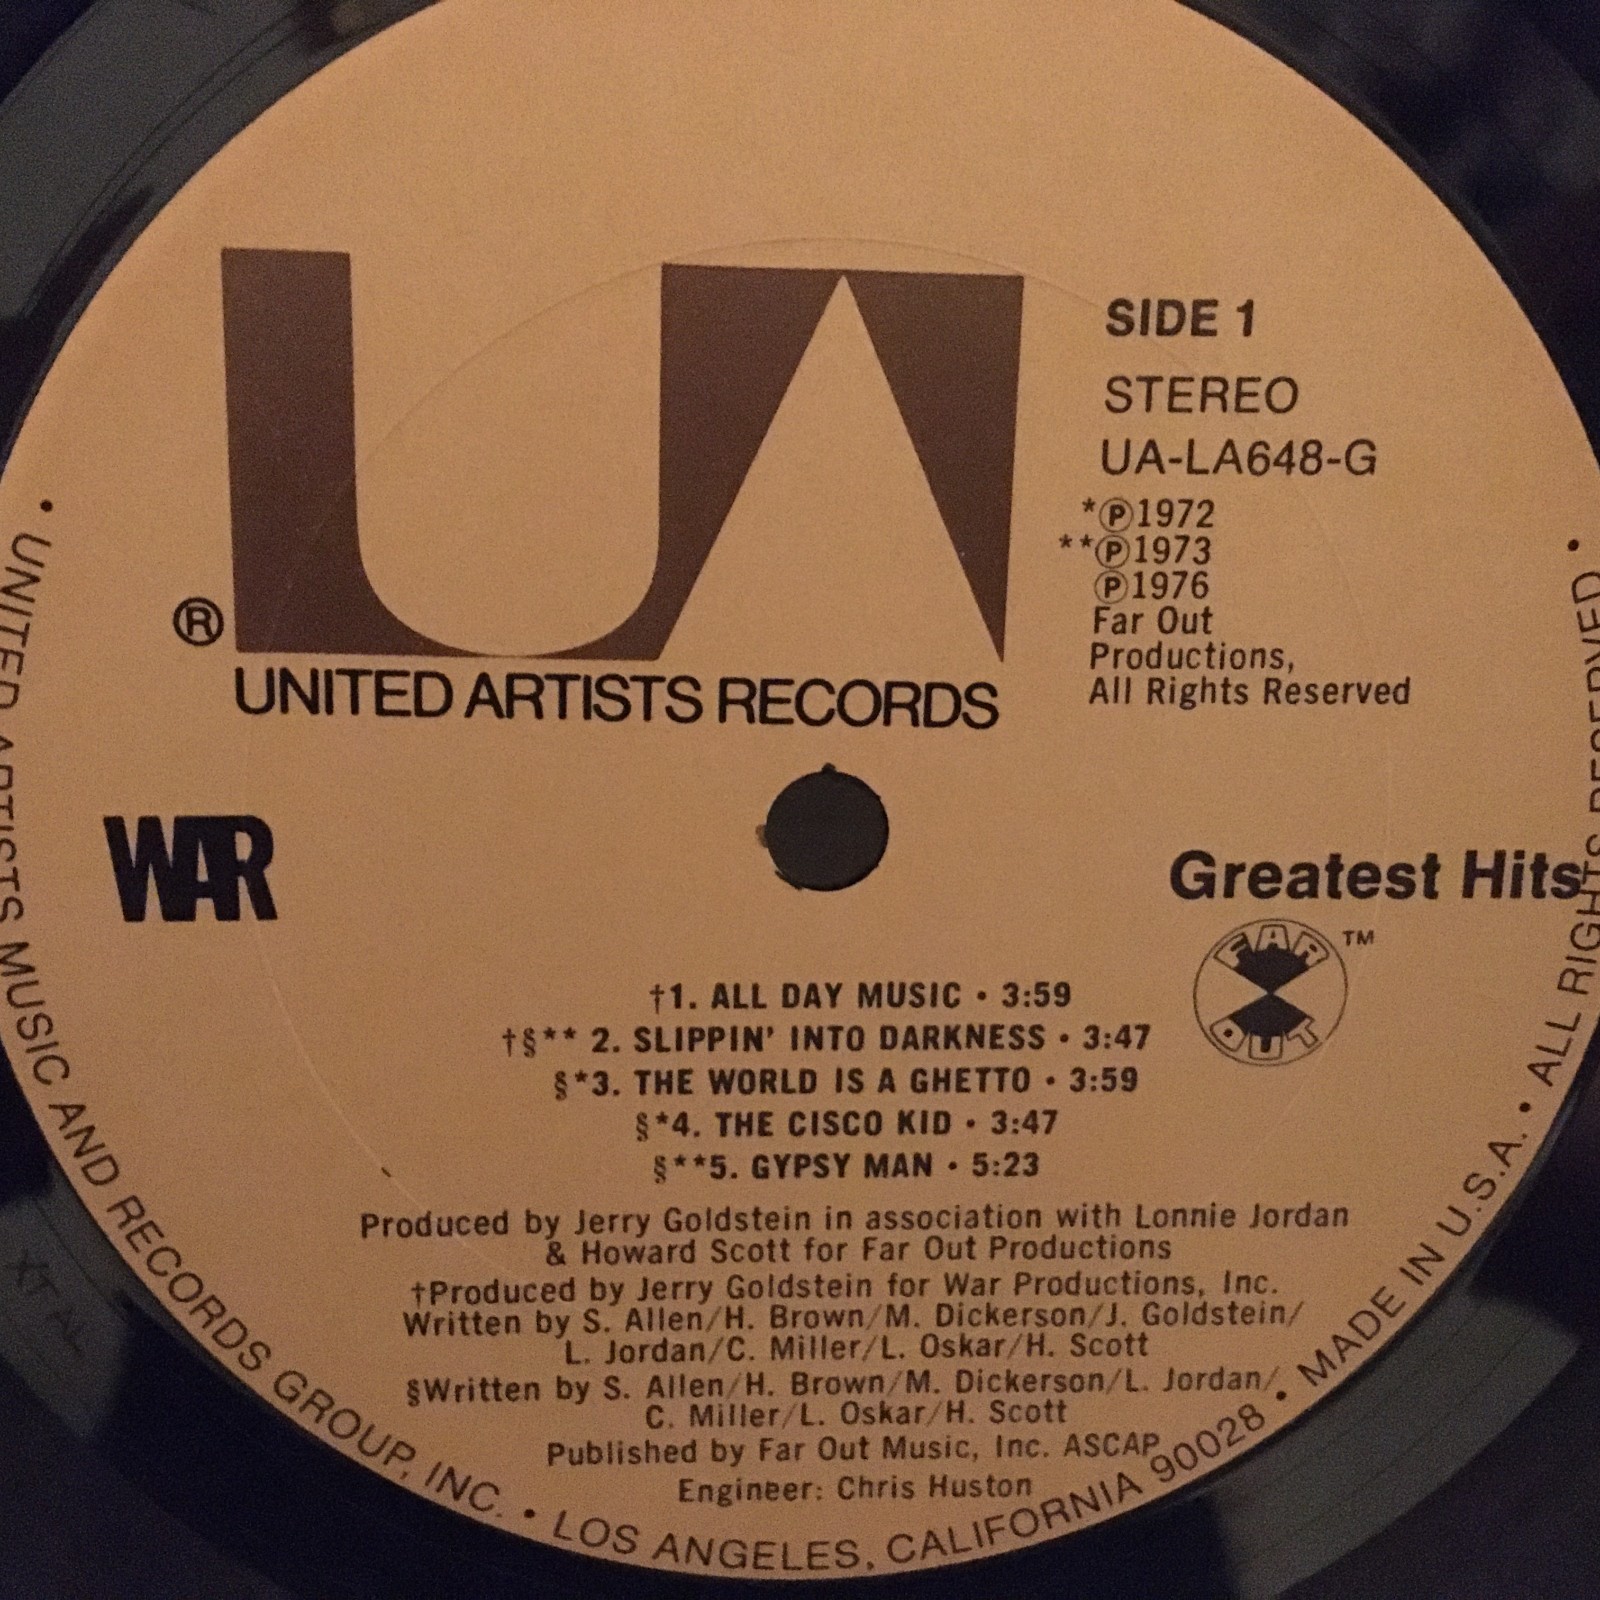 UA
SIDE 1
STEREO
UA-LA648-G
*Ⓟ1972
**Ⓟ1973
Ⓟ1976
Far Out
Productions,
All Rights Reserved
®
UNITED ARTISTS RECORDS
WAR
Greatest Hits
FAR OUT ™
†1. ALL DAY MUSIC • 3:59
†§** 2. SLIPPIN' INTO DARKNESS • 3:47
§*3. THE WORLD IS A GHETTO • 3:59
§*4. THE CISCO KID • 3:47
§**5. GYPSY MAN • 5:23
Produced by Jerry Goldstein in association with Lonnie Jordan
& Howard Scott for Far Out Productions
†Produced by Jerry Goldstein for War Productions, Inc.
Written by S. Allen/H. Brown/M. Dickerson/J. Goldstein/
L. Jordan/C. Miller/L. Oskar/H. Scott
§Written by S. Allen/H. Brown/M. Dickerson/L. Jordan/
C. Miller/L. Oskar/H. Scott
Published by Far Out Music, Inc. ASCAP
Engineer: Chris Huston
• UNITED ARTISTS MUSIC AND RECORDS GROUP, INC. • LOS ANGELES, CALIFORNIA 90028 • MADE IN U.S.A. • ALL RIGHTS RESERVED •